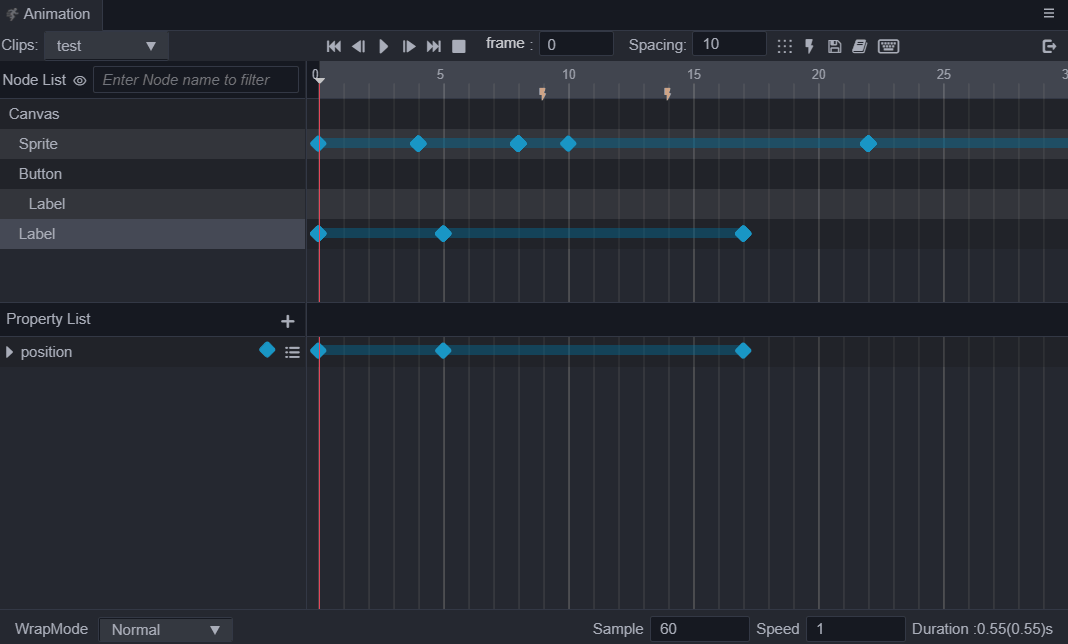 Animation
Clips: test frame : 0 Spacing: 10
Node List Enter Node name to filter 0 5 10 15 20 25 3
Canvas
Sprite
Button
Label
Label
Property List
position
WrapMode Normal Sample 60 Speed 1 Duration :0.55(0.55)s